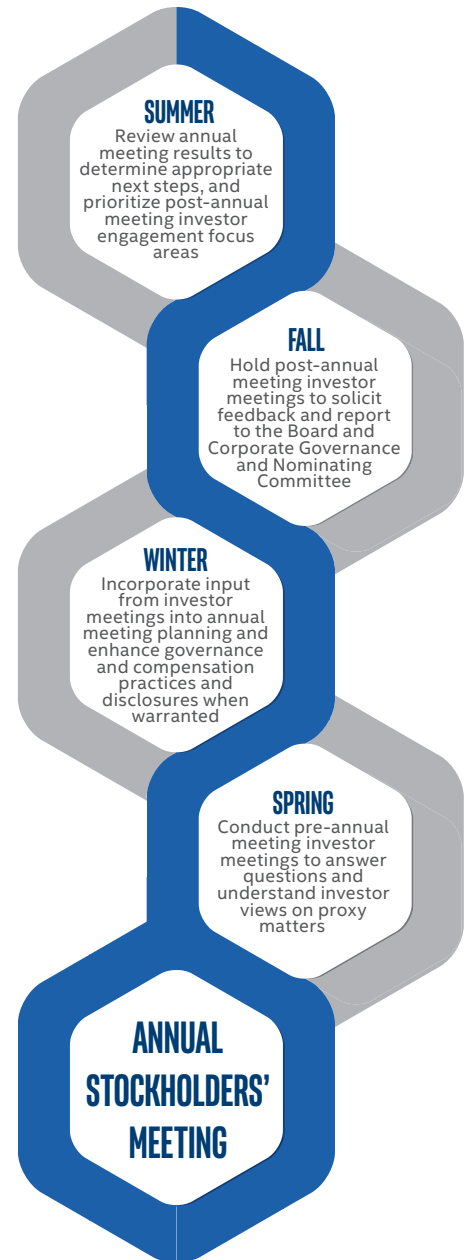 SUMMER
Review annual
meeting results to
determine appropriate
next steps, and
prioritize post-annual
meeting investor
engagement focus
areas
FALL
Hold post-annual
meeting investor
meetings to solicit
feedback and report
to the Board and
Corporate Governance
and Nominating
Committee
WINTER
Incorporate input
from investor
meetings into annual
meeting planning and
enhance governance
and compensation
practices and
disclosures when
warranted
SPRING
Conduct pre-annual
meeting investor
meetings to answer
questions and
understand investor
views on proxy
matters
ANNUAL
STOCKHOLDERS’
MEETING